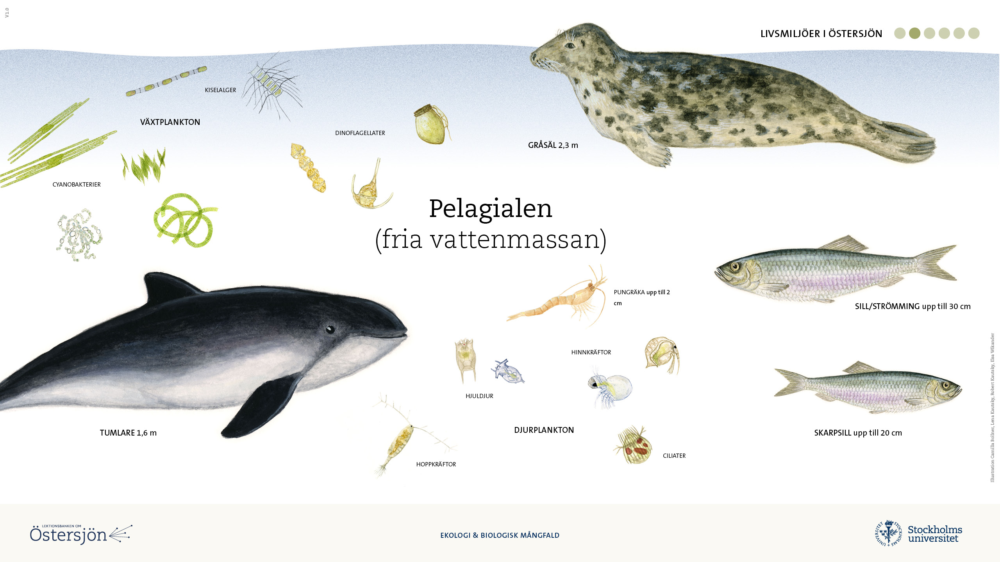 V1.0
LIVSMILJÖER I ÖSTERSJÖN
KISELALGER
VÄXTPLANKTON
DINOFLAGELLATER
GRÅSÄL 2,3 m
CYANOBAKTERIER
Pelagialen
(fria vattenmassan)
PUNGRÄKA upp till 2
cm
SILL/STRÖMMING upp till 30 cm
HINNKRÄFTOR
HJULDJUR
TUMLARE 1,6 m
DJURPLANKTON
SKARPSILL upp till 20 cm
CILIATER
HOPPKRÄFTOR
Illustration Camilla Bollner, Lena Kautsky, Robert Kautsky, Elsa Wikander
LEKTIONSBANKEN OM
Östersjön
EKOLOGI & BIOLOGISK MÅNGFALD
STOCKHOLMS UNIVERSITET
Stockholms
universitet